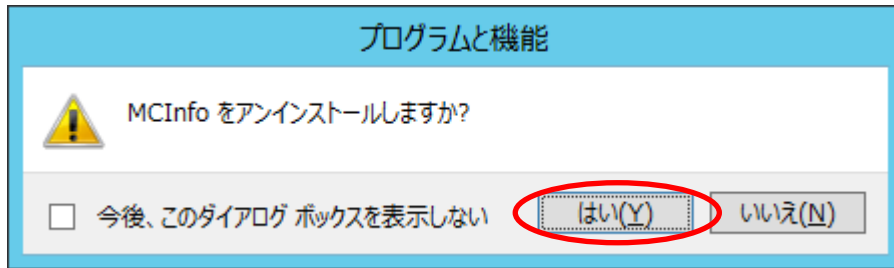 プログラムと機能
MCInfo をアンインストールしますか?
今後、このダイアログ ボックスを表示しない
はい(Y)
いいえ(N)